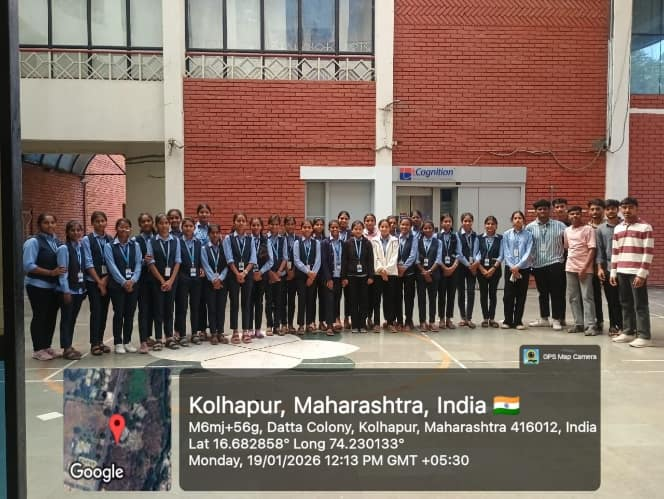 Cognition
GPS Map Camera
Kolhapur, Maharashtra, India 🇮🇳
M6mj+56g, Datta Colony, Kolhapur, Maharashtra 416012, India
Lat 16.682858° Long 74.230133°
Monday, 19/01/2026 12:13 PM GMT +05:30
Google